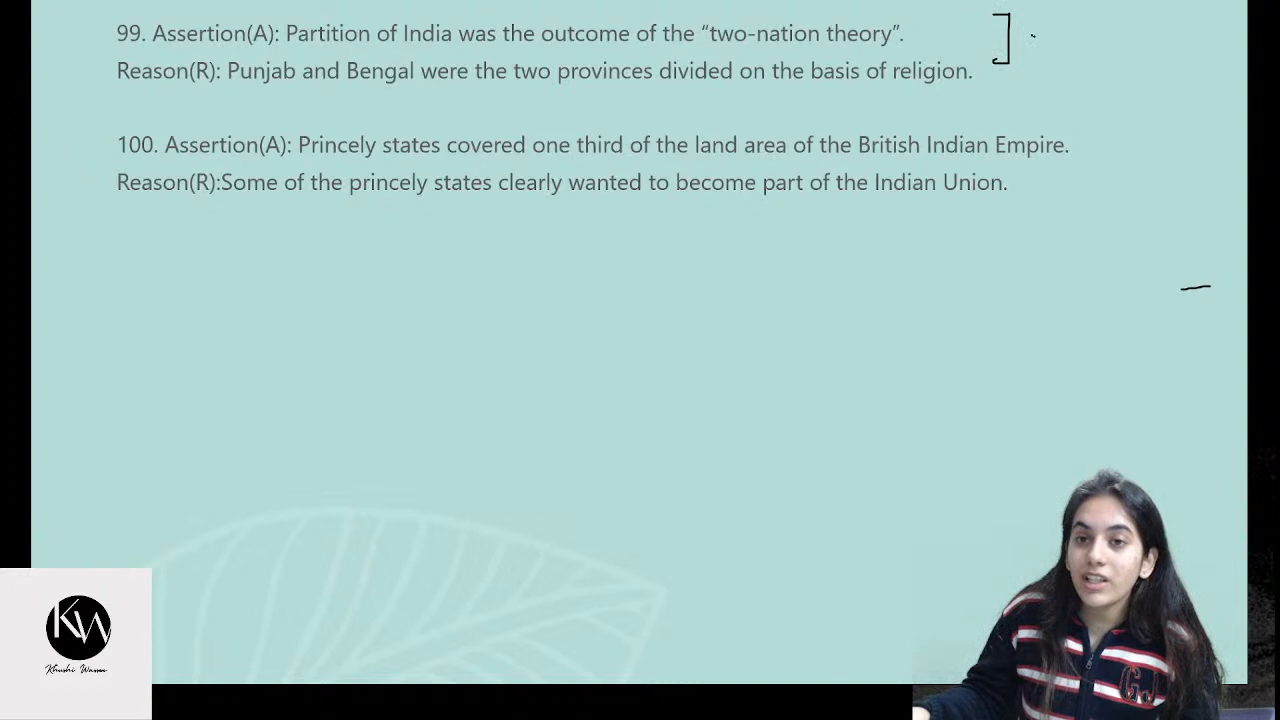 99. Assertion(A): Partition of India was the outcome of the “two-nation theory”.
Reason(R): Punjab and Bengal were the two provinces divided on the basis of religion.
100. Assertion(A): Princely states covered one third of the land area of the British Indian Empire.
Reason(R):Some of the princely states clearly wanted to become part of the Indian Union.
KW